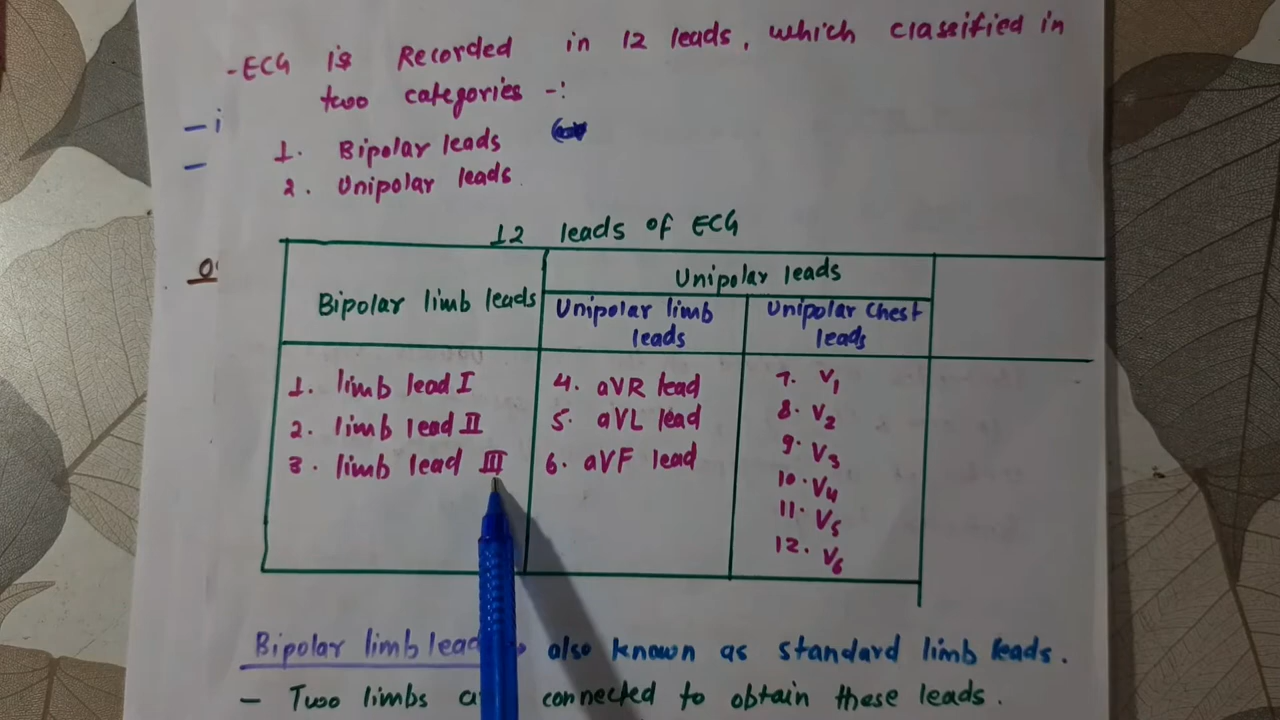 -ECG is Recorded in 12 leads, which classified in
two categories -:
- i
-
1. Bipolar leads
2. Unipolar leads.
12 leads of ECG
Bipolar limb leads
Unipolar leads
Unipolar limb
leads
Unipolar Chest
leads
1. limb lead I
2. limb lead II
3. limb lead III
4. aVR lead
5. aVL lead
6. aVF lead
7. V1
8. V2
9. V3
10. V4
11. V5
12. V6
Bipolar limb lead also known as standard limb leads.
- Two limbs connected to obtain these leads.